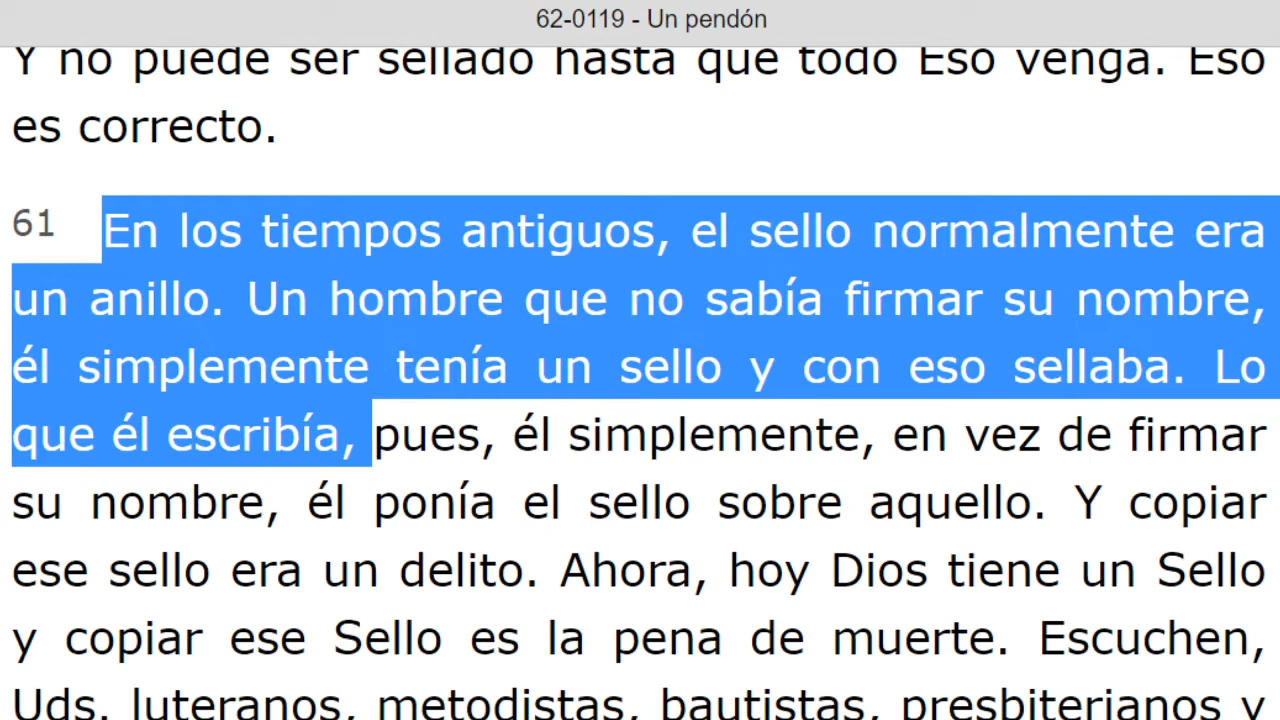 62-0119 - Un pendón
Y no puede ser sellado hasta que todo Eso venga. Eso
es correcto.
61 En los tiempos antiguos, el sello normalmente era
un anillo. Un hombre que no sabía firmar su nombre,
él simplemente tenía un sello y con eso sellaba. Lo
que él escribía, pues, él simplemente, en vez de firmar
su nombre, él ponía el sello sobre aquello. Y copiar
ese sello era un delito. Ahora, hoy Dios tiene un Sello
y copiar ese Sello es la pena de muerte. Escuchen,
Uds. luteranos, metodistas, bautistas, presbiterianos y